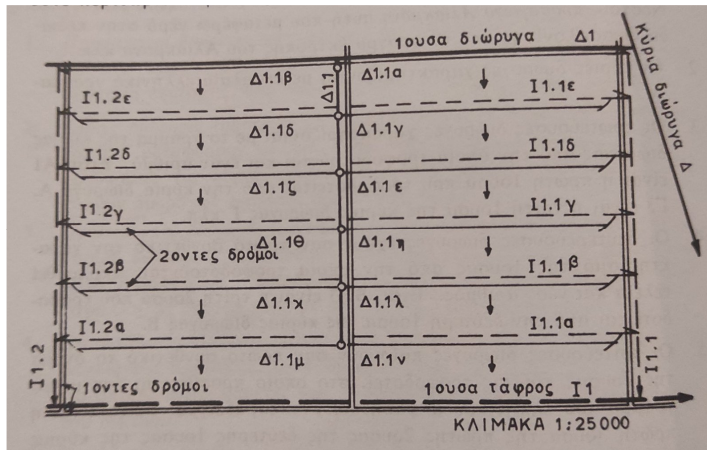 1ουσα διώρυγα Δ1
Κύρια διώρυγα Δ
Δ1.1
Δ1.1β Δ1.1α
Ι1.2ε Ι1.1ε
Δ1.1δ Δ1.1γ
Ι1.2δ Ι1.1δ
Δ1.1ζ Δ1.1ε
Ι1.2γ Ι1.1γ
Δ1.1θ Δ1.1η
2οντες δρόμοι
Ι1.2β Ι1.1β
Δ1.1κ Δ1.1λ
Ι1.2α Ι1.1α
Δ1.1μ Δ1.1ν
Ι1.2 Ι1.1
1οντες δρόμοι 1ουσα τάφρος Ι1
ΚΛΙΜΑΚΑ 1:25000